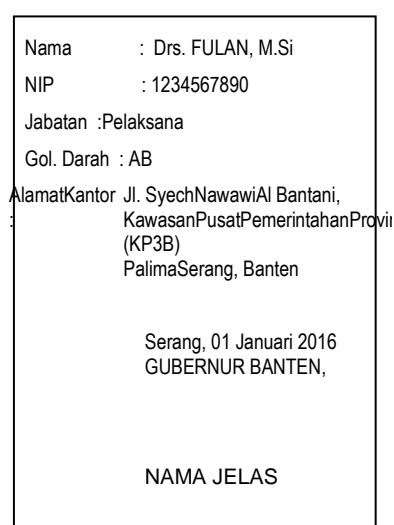 Nama : Drs. FULAN, M.Si
NIP : 1234567890
Jabatan :Pelaksana
Gol. Darah : AB
AlamatKantor Jl. SyechNawawiAl Bantani,
: KawasanPusatPemerintahanProvin
(KP3B)
PalimaSerang, Banten
Serang, 01 Januari 2016
GUBERNUR BANTEN,
NAMA JELAS